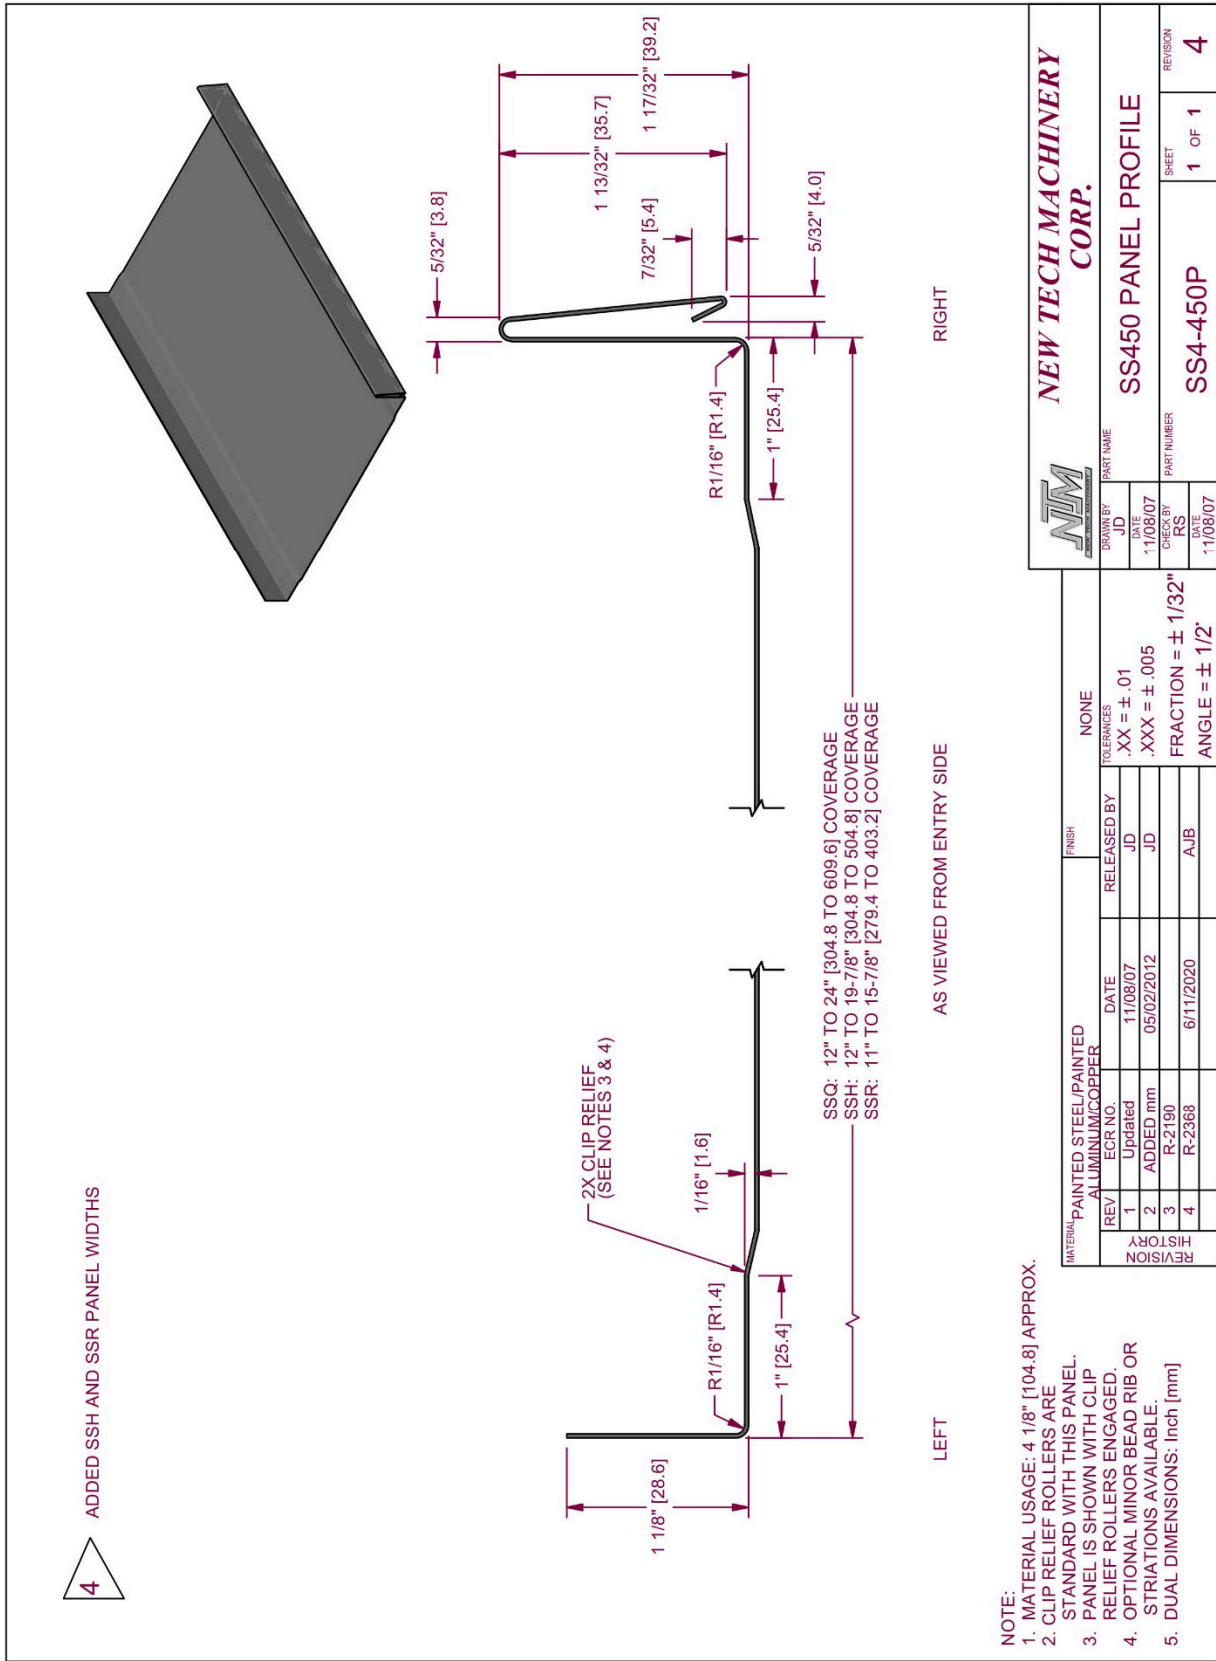 4
ADDED SSH AND SSR PANEL WIDTHS
5/32" [3.8]
1 17/32" [39.2]
1 13/32" [35.7]
7/32" [5.4]
5/32" [4.0]
R1/16" [R1.4]
1" [25.4]
2X CLIP RELIEF
(SEE NOTES 3 & 4)
1/16" [1.6]
R1/16" [R1.4]
1" [25.4]
1 1/8" [28.6]
SSQ: 12" TO 24" [304.8 TO 609.6] COVERAGE
SSH: 12" TO 19-7/8" [304.8 TO 504.8] COVERAGE
SSR: 11" TO 15-7/8" [279.4 TO 403.2] COVERAGE
LEFT
AS VIEWED FROM ENTRY SIDE
RIGHT
NOTE:
1. MATERIAL USAGE: 4 1/8" [104.8] APPROX.
2. CLIP RELIEF ROLLERS ARE
STANDARD WITH THIS PANEL.
3. PANEL IS SHOWN WITH CLIP
RELIEF ROLLERS ENGAGED.
4. OPTIONAL MINOR BEAD RIB OR
STRIATIONS AVAILABLE.
5. DUAL DIMENSIONS: Inch [mm]
MATERIAL
PAINTED STEEL/PAINTED
ALUMINUM/COPPER
FINISH
NONE
REVISION
HISTORY
REV ECR NO. DATE RELEASED BY
1 Updated 11/08/07 JD
2 ADDED mm 05/02/2012 JD
3 R-2190
4 R-2368 6/11/2020 AJB
TOLERANCES
.XX = ± .01
.XXX = ± .005
FRACTION = ± 1/32"
ANGLE = ± 1/2°
NTM
NEW TECH MACHINERY
NEW TECH MACHINERY
CORP.
DRAWN BY
JD
DATE
11/08/07
CHECK BY
RS
DATE
11/08/07
PART NAME
SS450 PANEL PROFILE
PART NUMBER
SS4-450P
SHEET
1 OF 1
REVISION
4